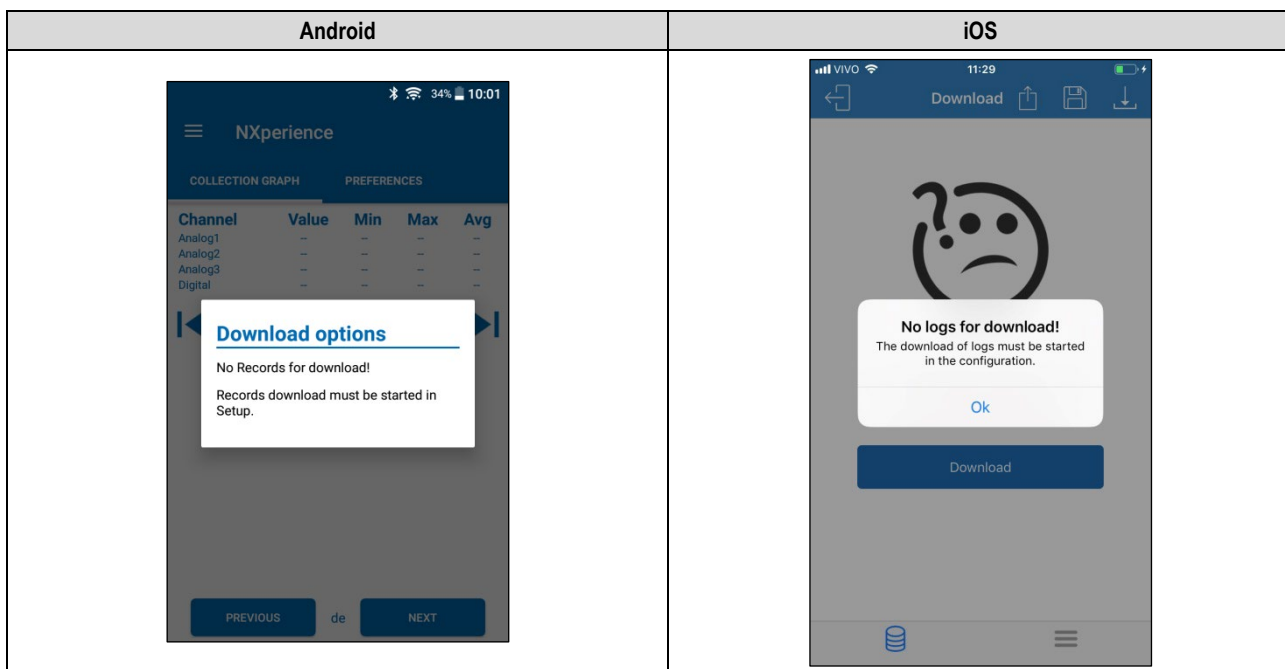 Android
iOS
34% 10:01
NXperience
COLLECTION GRAPH PREFERENCES
Channel Value Min Max Avg
Analog1 -- -- -- --
Analog2 -- -- -- --
Analog3 -- -- -- --
Digital -- -- -- --
Download options
No Records for download!
Records download must be started in
Setup.
PREVIOUS de NEXT
VIVO 11:29
Download
No logs for download!
The download of logs must be started
in the configuration.
Ok
Download